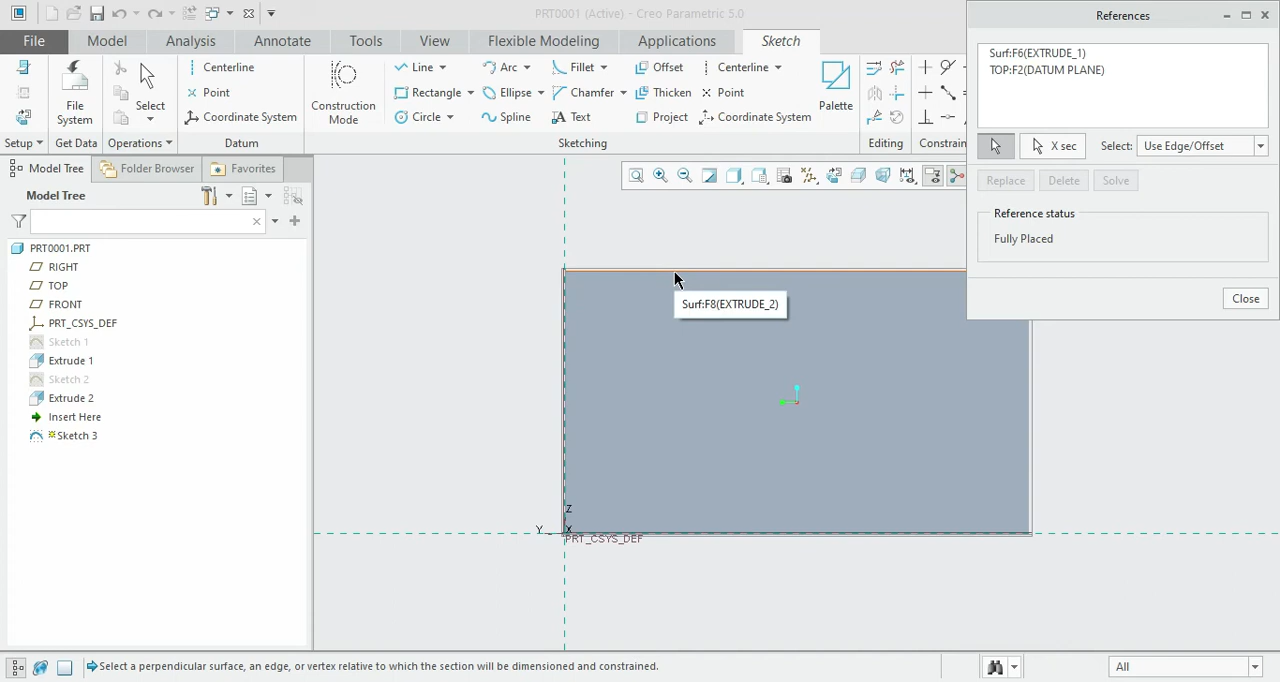 PRT0001 (Active) - Creo Parametric 5.0
References
File Model Analysis Annotate Tools View Flexible Modeling Applications Sketch
Surf:F6(EXTRUDE_1)
TOP:F2(DATUM PLANE)
Centerline Line Arc Fillet Offset Centerline
Point Rectangle Ellipse Chamfer Thicken Point
File System Select Construction Mode Palette
Coordinate System Circle Spline Text Project Coordinate System
Setup Get Data Operations Datum Sketching Editing Constrain
X sec Select: Use Edge/Offset
Model Tree Folder Browser Favorites
Replace Delete Solve
Model Tree
Reference status
Fully Placed
PRT0001.PRT
RIGHT
TOP
FRONT
PRT_CSYS_DEF
Sketch 1
Extrude 1
Sketch 2
Extrude 2
Insert Here
Sketch 3
Close
Surf:F8(EXTRUDE_2)
Z
Y X
PRT_CSYS_DEF
Select a perpendicular surface, an edge, or vertex relative to which the section will be dimensioned and constrained.
All